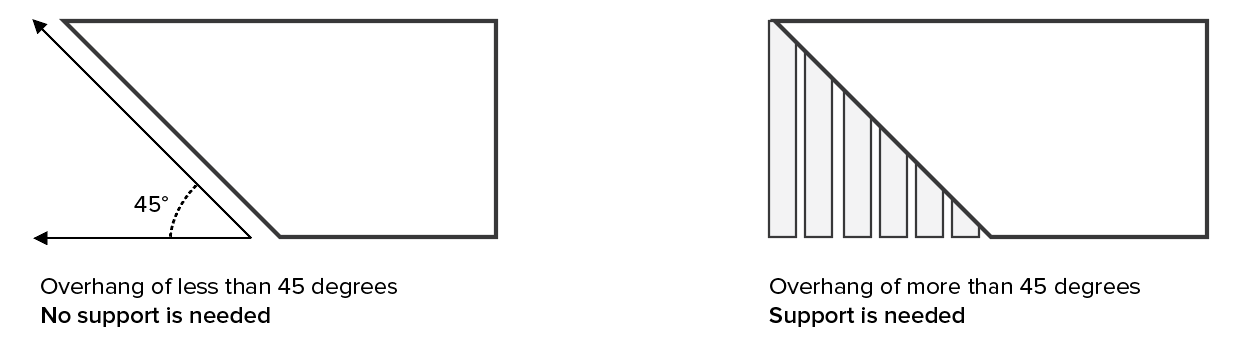 45°
Overhang of less than 45 degrees
No support is needed
Overhang of more than 45 degrees
Support is needed